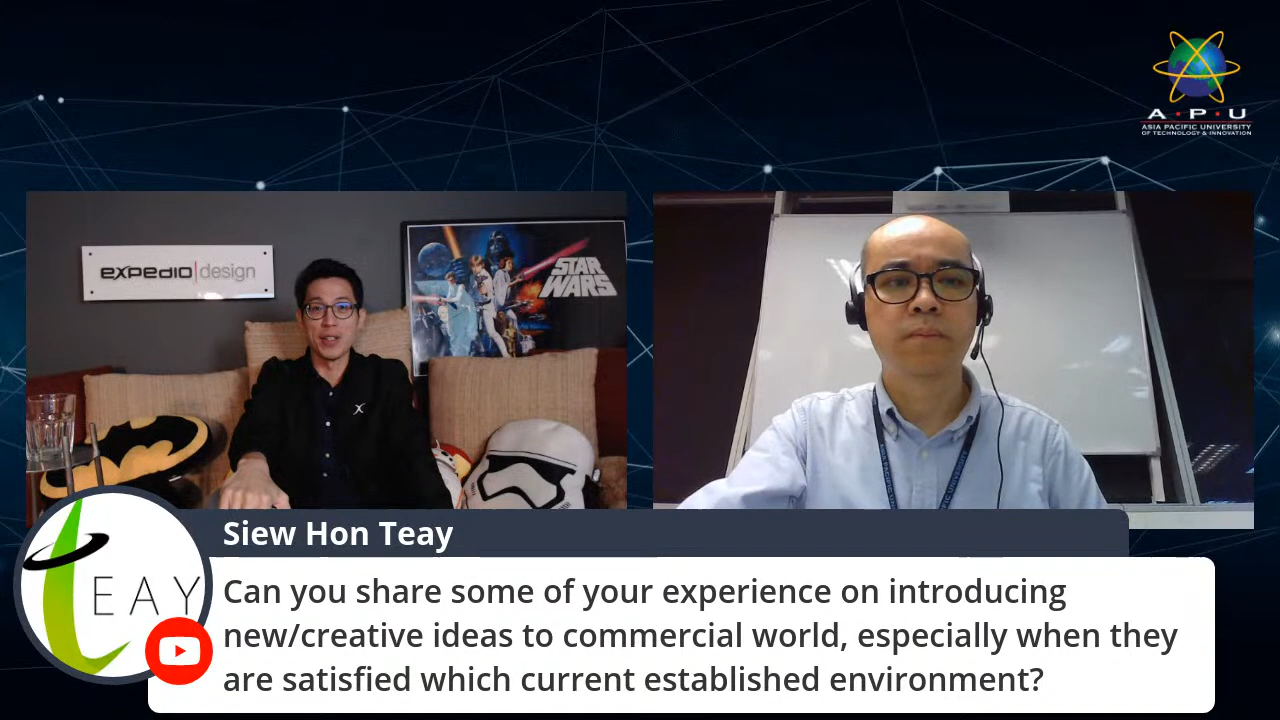 A·P·U
ASIA PACIFIC UNIVERSITY
OF TECHNOLOGY & INNOVATION
expedio|design
STAR
WARS
Siew Hon Teay
TEAY
Can you share some of your experience on introducing
new/creative ideas to commercial world, especially when they
are satisfied which current established environment?